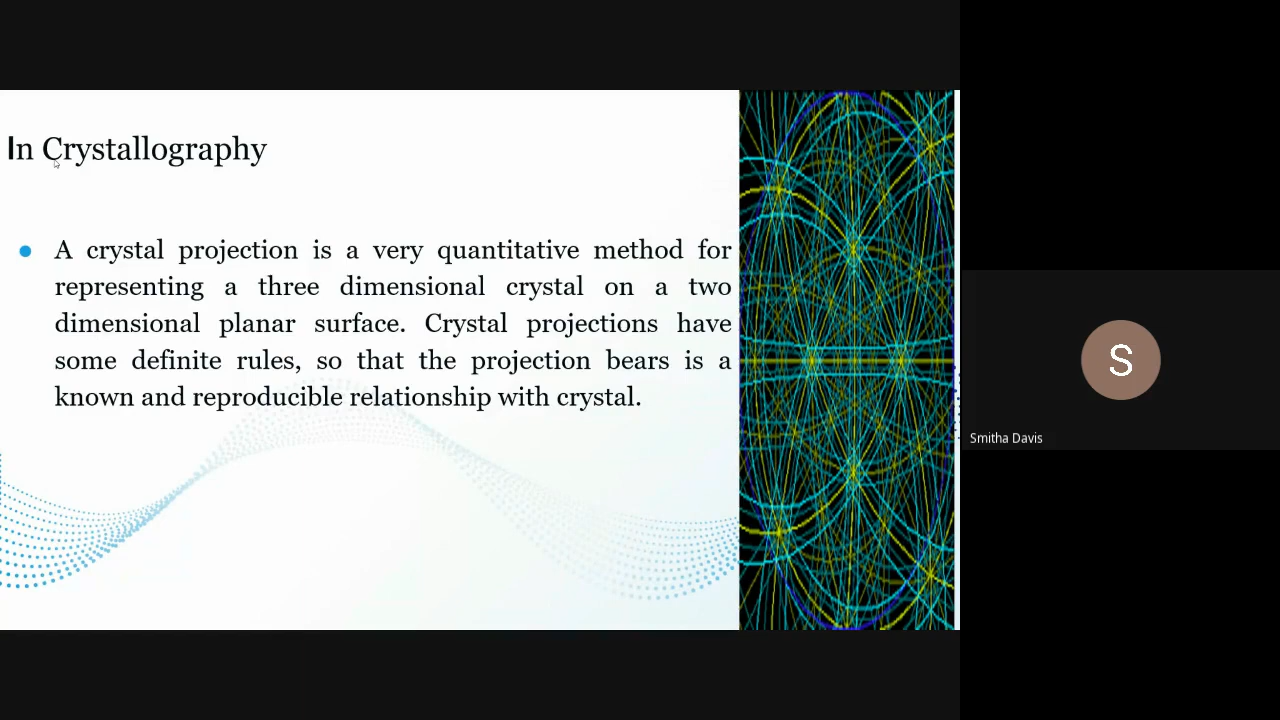 In Crystallography
A crystal projection is a very quantitative method for
representing a three dimensional crystal on a two
dimensional planar surface. Crystal projections have
some definite rules, so that the projection bears is a
known and reproducible relationship with crystal.
S
Smitha Davis